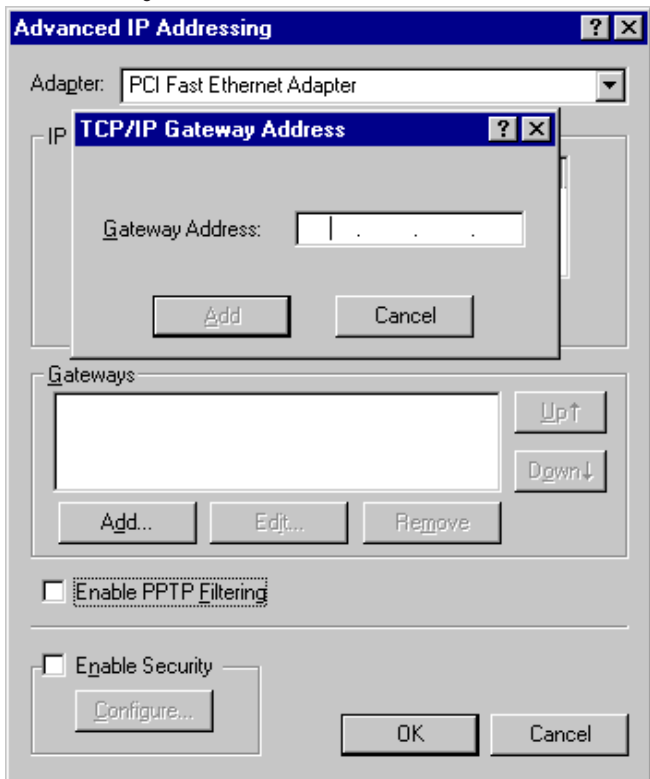 Advanced IP Addressing
Adapter: PCI Fast Ethernet Adapter
IP
TCP/IP Gateway Address
Gateway Address: . . .
Add Cancel
Gateways
Up↑
Down↓
Add... Edit... Remove
Enable PPTP Filtering
Enable Security
Configure...
OK Cancel